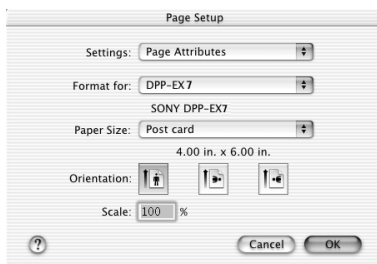 Page Setup
Settings: Page Attributes
Format for: DPP-EX7
SONY DPP-EX7
Paper Size: Post card
4.00 in. x 6.00 in.
Orientation:
Scale: 100 %
? Cancel OK